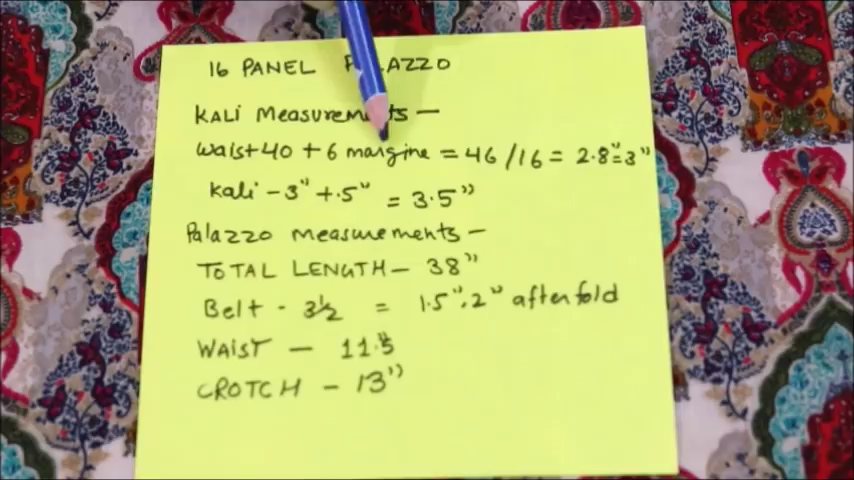 16 PANEL PALAZZO
KALI Measurements —
Waist 40 + 6 margine = 46 /16 = 2.8"=3"
Kali - 3" + .5" = 3.5"
Palazzo measurements —
TOTAL LENGTH — 38"
Belt - 3½ = 1.5", 2" after fold
WAIST — 11.5"
CROTCH - 13"